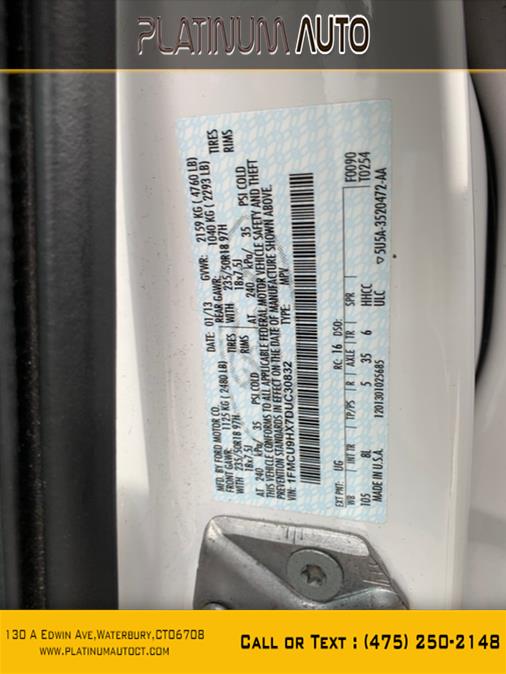 PLATINUM AUTO
MFD. BY FORD MOTOR CO.
DATE: 01/13 GVWR: 2159 KG ( 4760 LB)
FRONT GAWR: 1125 KG ( 2480 LB) REAR GAWR: 1040 KG ( 2293 LB)
235/50R18 97H TIRES WITH 235/50R18 97H TIRES
18x7.5J RIMS 18x7.5J RIMS
AT 240 kPa/ 35 PSI COLD AT 240 kPa/ 35 PSI COLD
THIS VEHICLE CONFORMS TO ALL APPLICABLE FEDERAL MOTOR VEHICLE SAFETY AND THEFT
PREVENTION STANDARDS IN EFFECT ON THE DATE OF MANUFACTURE SHOWN ABOVE.
VIN: 1FMCU9HX7DUC30832 MPV
EXT PNT: UG RC: 16 DSO: F0090
WB INT TR TP/PS R AXLE TR SPR T0254
105 8L 5 35 6 HHCC
120130102S685 ULC
MADE IN U.S.A. 5U5A-3520472-AA
130 A Edwin Ave,Waterbury,CT06708
www.platinumautoct.com
Call or Text : (475) 250-2148